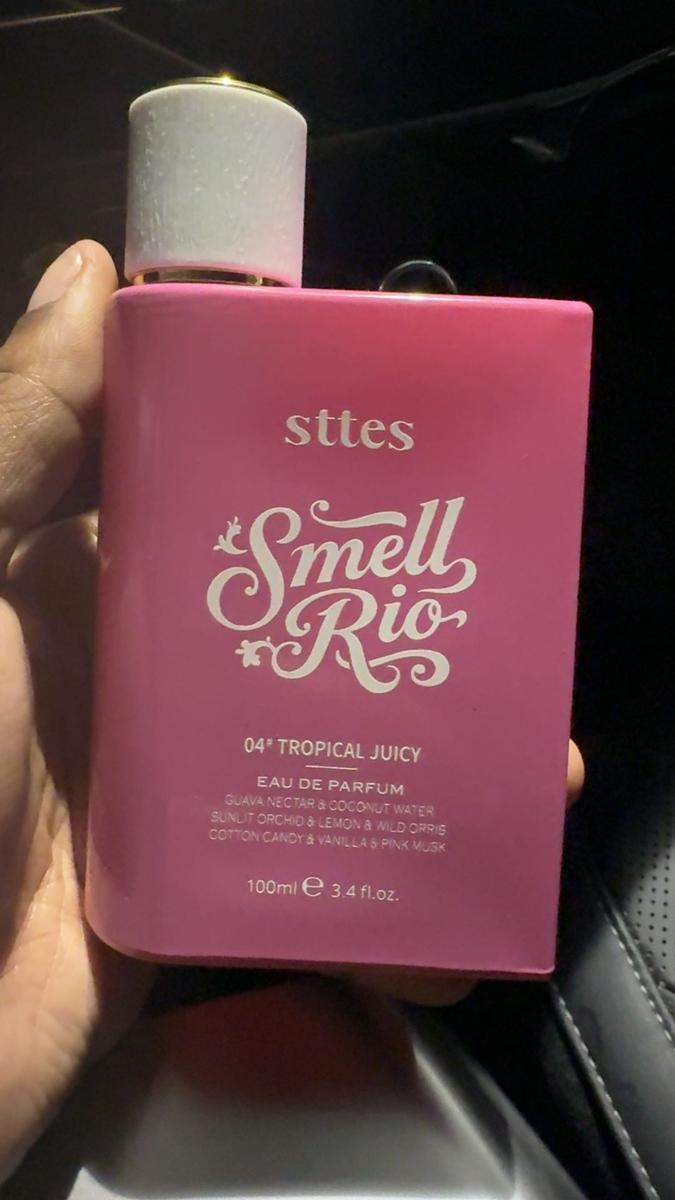 sttes
Smell
Rio
04# TROPICAL JUICY
EAU DE PARFUM
GUAVA NECTAR & COCONUT WATER
SUNLIT ORCHID & LEMON & WILD ORRIS
COTTON CANDY & VANILLA & PINK MUSK
100ml ℮ 3.4 fl.oz.